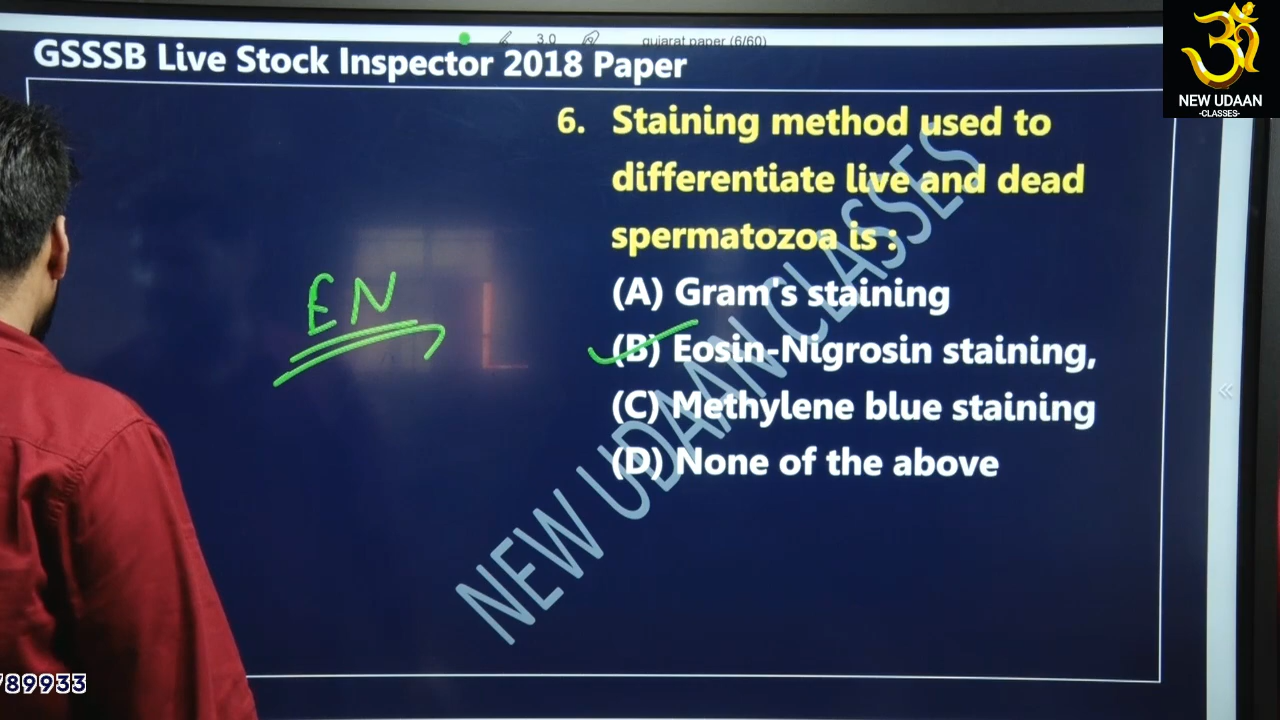 3.0 gujarat paper (6/60)
GSSSB Live Stock Inspector 2018 Paper
NEW UDAAN
-CLASSES-
6. Staining method used to
differentiate live and dead
spermatozoa is :
(A) Gram's staining
(B) Eosin-Nigrosin staining,
(C) Methylene blue staining
(D) None of the above
EN
NEW UDAAN CLASSES
789933